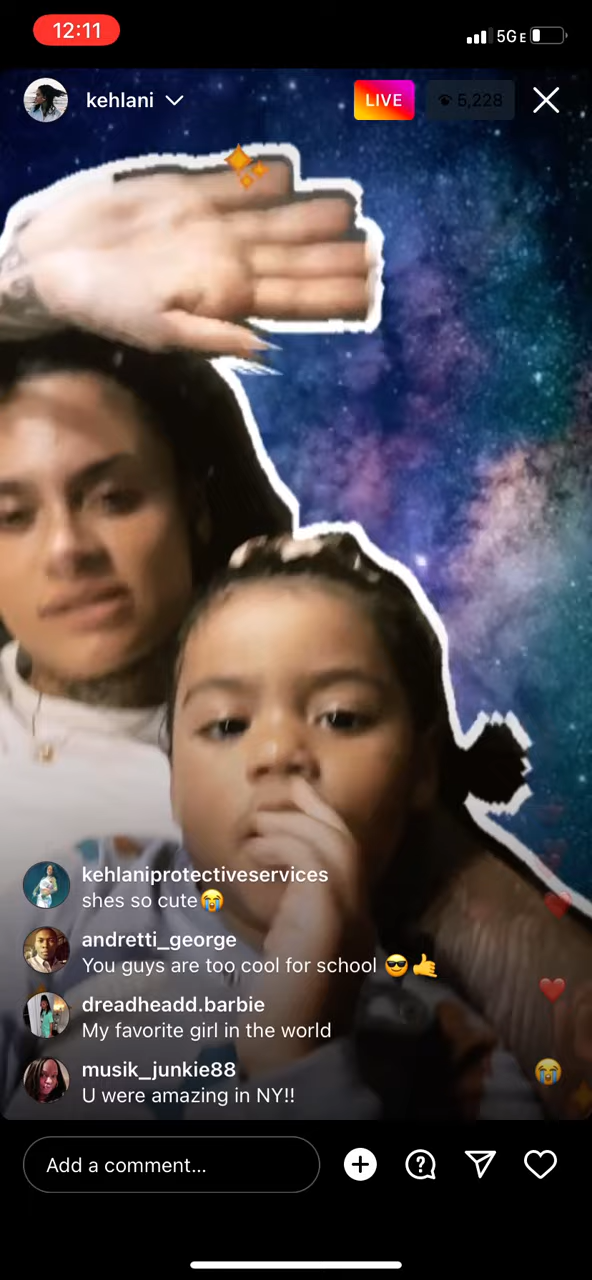 12:11
5GE
kehlani
LIVE
5,228
kehlaniprotectiveservices
shes so cute😭
andretti_george
You guys are too cool for school 😎🤙
dreadheadd.barbie
My favorite girl in the world
musik_junkie88
U were amazing in NY!!
Add a comment...